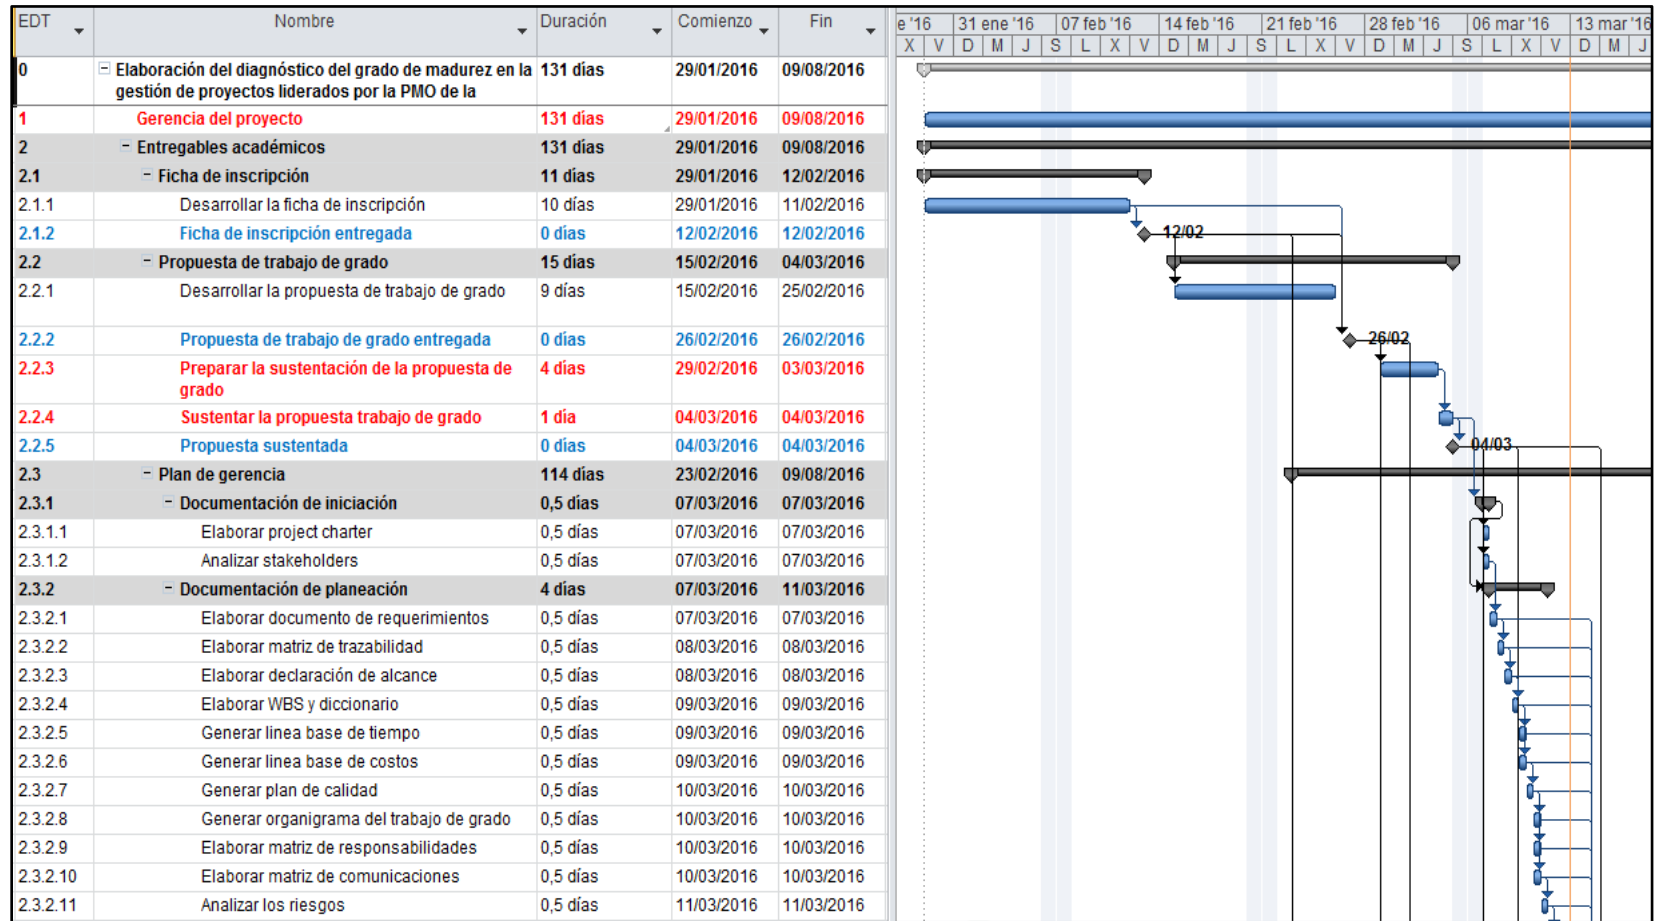 EDT Nombre Duración Comienzo Fin e '16 31 ene '16 07 feb '16 14 feb '16 21 feb '16 28 feb '16 06 mar '16 13 mar '16
X V D M J S L X V D M J S L X V D M J S L X V D M J
0 Elaboración del diagnóstico del grado de madurez en la 131 días 29/01/2016 09/08/2016
gestión de proyectos liderados por la PMO de la
1 Gerencia del proyecto 131 días 29/01/2016 09/08/2016
2 Entregables académicos 131 días 29/01/2016 09/08/2016
2.1 Ficha de inscripción 11 días 29/01/2016 12/02/2016
2.1.1 Desarrollar la ficha de inscripción 10 días 29/01/2016 11/02/2016
2.1.2 Ficha de inscripción entregada 0 días 12/02/2016 12/02/2016 12/02
2.2 Propuesta de trabajo de grado 15 días 15/02/2016 04/03/2016
2.2.1 Desarrollar la propuesta de trabajo de grado 9 días 15/02/2016 25/02/2016
2.2.2 Propuesta de trabajo de grado entregada 0 días 26/02/2016 26/02/2016 26/02
2.2.3 Preparar la sustentación de la propuesta de 4 días 29/02/2016 03/03/2016
grado
2.2.4 Sustentar la propuesta trabajo de grado 1 día 04/03/2016 04/03/2016
2.2.5 Propuesta sustentada 0 días 04/03/2016 04/03/2016 04/03
2.3 Plan de gerencia 114 días 23/02/2016 09/08/2016
2.3.1 Documentación de iniciación 0,5 días 07/03/2016 07/03/2016
2.3.1.1 Elaborar project charter 0,5 días 07/03/2016 07/03/2016
2.3.1.2 Analizar stakeholders 0,5 días 07/03/2016 07/03/2016
2.3.2 Documentación de planeación 4 días 07/03/2016 11/03/2016
2.3.2.1 Elaborar documento de requerimientos 0,5 días 07/03/2016 07/03/2016
2.3.2.2 Elaborar matriz de trazabilidad 0,5 días 08/03/2016 08/03/2016
2.3.2.3 Elaborar declaración de alcance 0,5 días 08/03/2016 08/03/2016
2.3.2.4 Elaborar WBS y diccionario 0,5 días 09/03/2016 09/03/2016
2.3.2.5 Generar linea base de tiempo 0,5 días 09/03/2016 09/03/2016
2.3.2.6 Generar linea base de costos 0,5 días 09/03/2016 09/03/2016
2.3.2.7 Generar plan de calidad 0,5 días 10/03/2016 10/03/2016
2.3.2.8 Generar organigrama del trabajo de grado 0,5 días 10/03/2016 10/03/2016
2.3.2.9 Elaborar matriz de responsabilidades 0,5 días 10/03/2016 10/03/2016
2.3.2.10 Elaborar matriz de comunicaciones 0,5 días 10/03/2016 10/03/2016
2.3.2.11 Analizar los riesgos 0,5 días 11/03/2016 11/03/2016